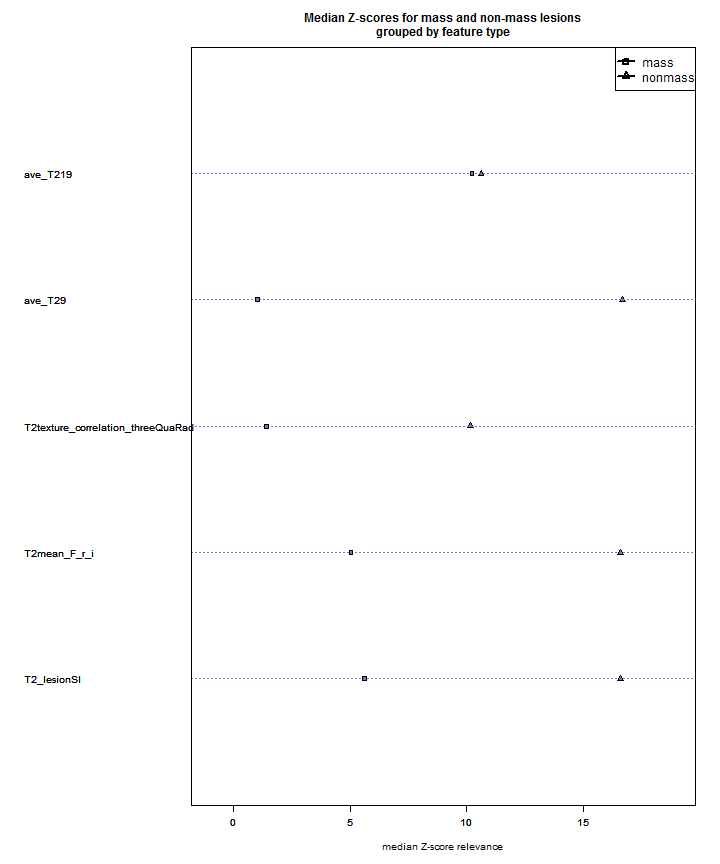 Median Z-scores for mass and non-mass lesions
grouped by feature type
mass
nonmass
ave_T219
ave_T29
T2texture_correlation_threeQuaRad
T2mean_F_r_i
T2_lesionSI
0 5 10 15
median Z-score relevance